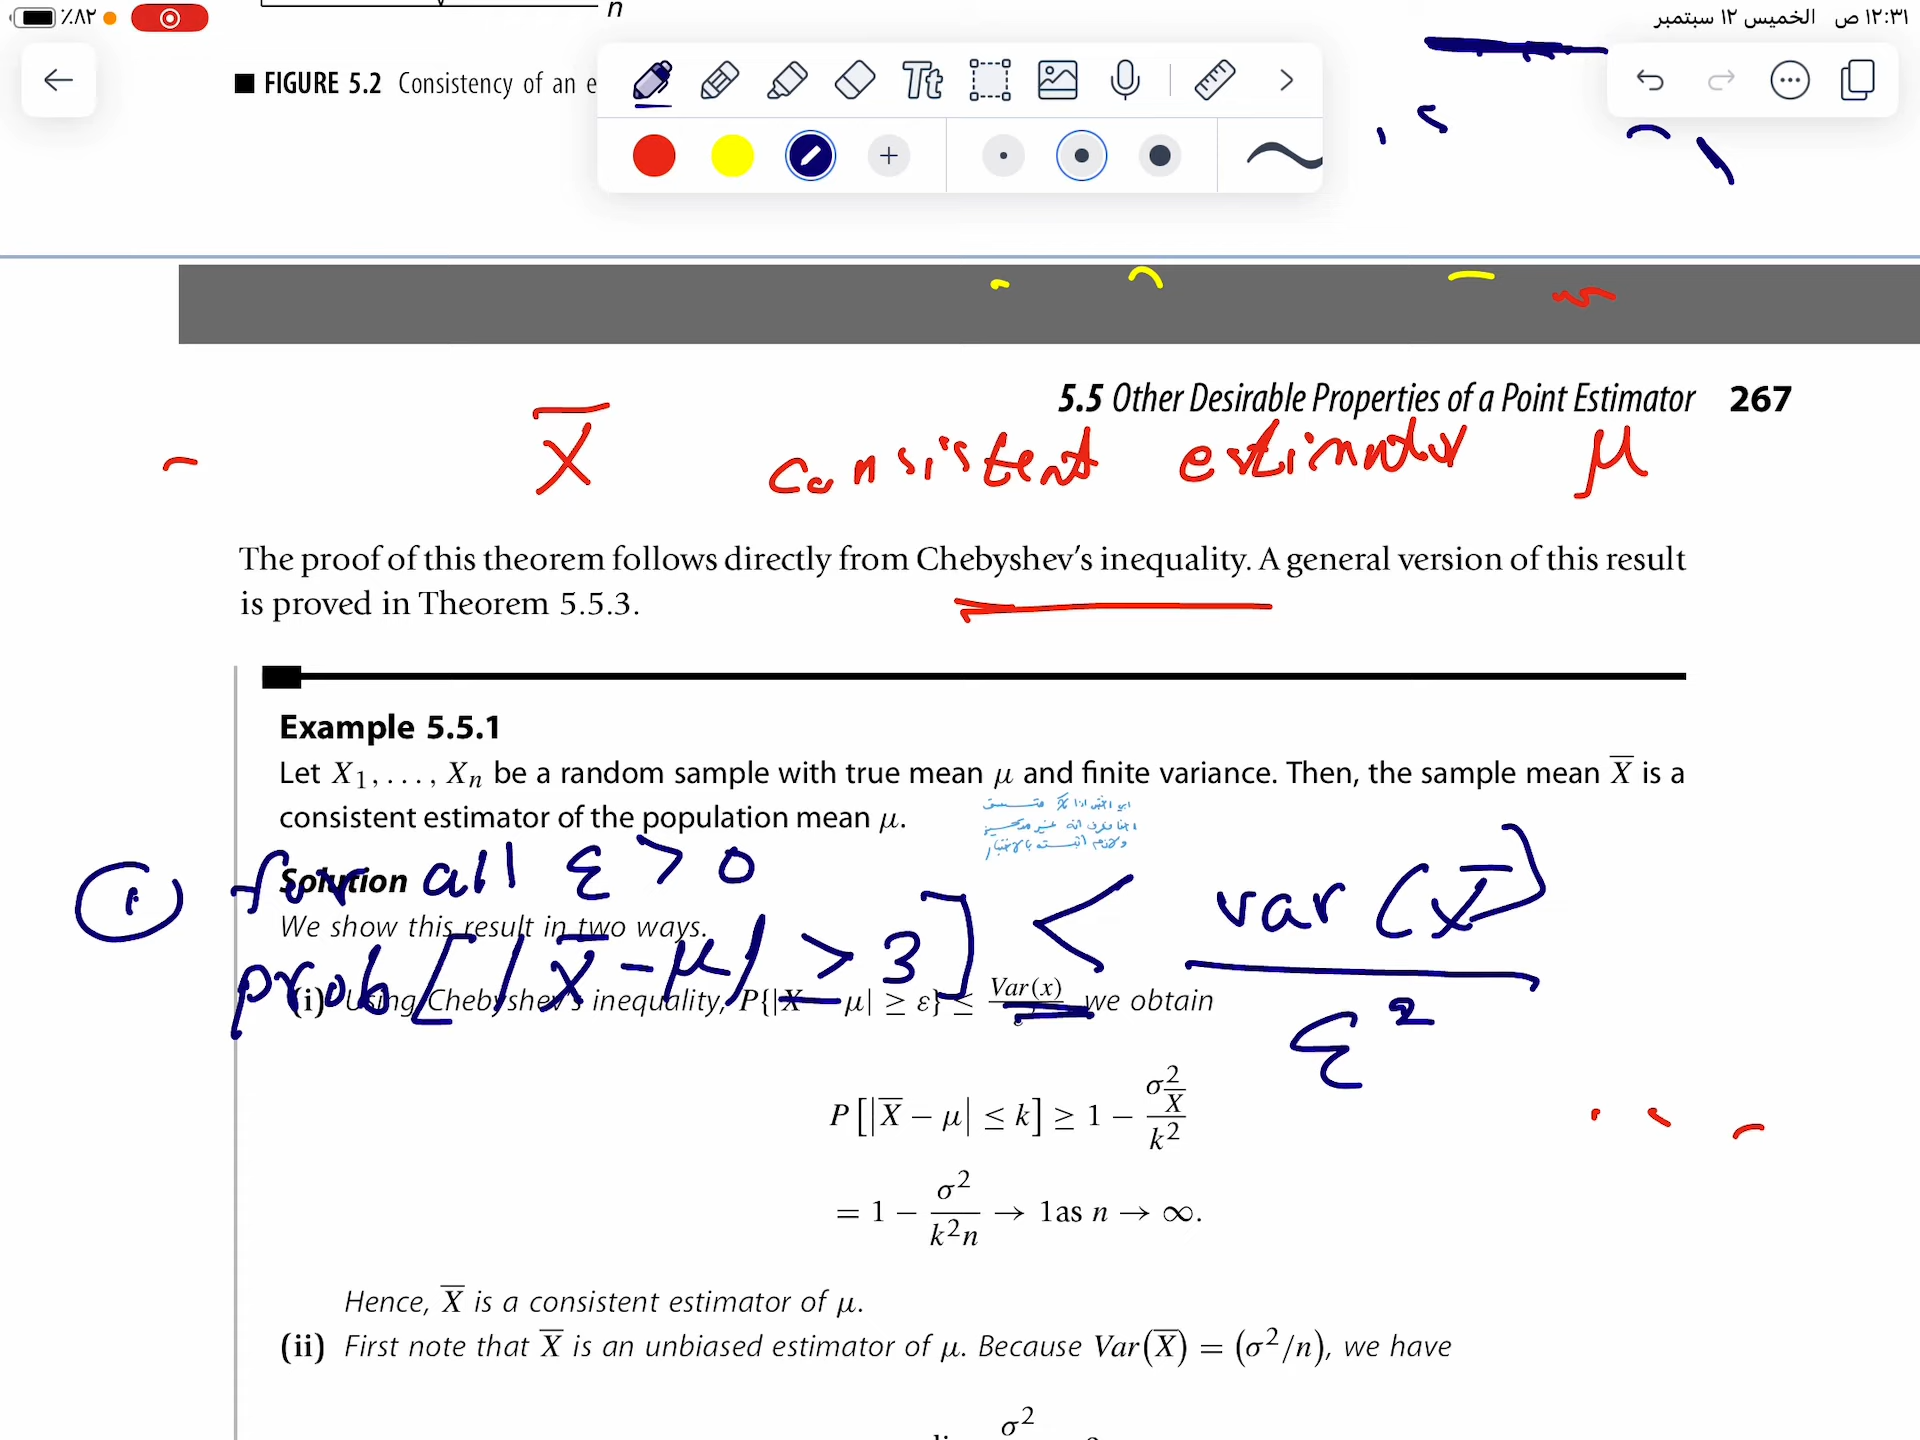 ٪٨٢
١٢:٣١ ص الخميس ١٢ سبتمبر
n
■ FIGURE 5.2 Consistency of an e
Tt
5.5 Other Desirable Properties of a Point Estimator 267
X̅ consistent estimator μ
The proof of this theorem follows directly from Chebyshev’s inequality. A general version of this result
is proved in Theorem 5.5.3.
Example 5.5.1
Let X₁, . . . , Xₙ be a random sample with true mean μ and finite variance. Then, the sample mean X̅ is a
consistent estimator of the population mean μ.
① for all ε > 0
Solution
We show this result in two ways.
prob [ | X̅ - μ | ≥ 3 ] < var (X̅) / ε²
(i) Using Chebyshev’s inequality, P{|X − μ| ≥ ε} ≤ Var(x) we obtain
P[|X̅ − μ| ≤ k] ≥ 1 − σ²_X̅ / k²
= 1 − σ² / k²n → 1as n → ∞.
Hence, X̅ is a consistent estimator of μ.
(ii) First note that X̅ is an unbiased estimator of μ. Because Var(X̅) = (σ²/n), we have
σ²